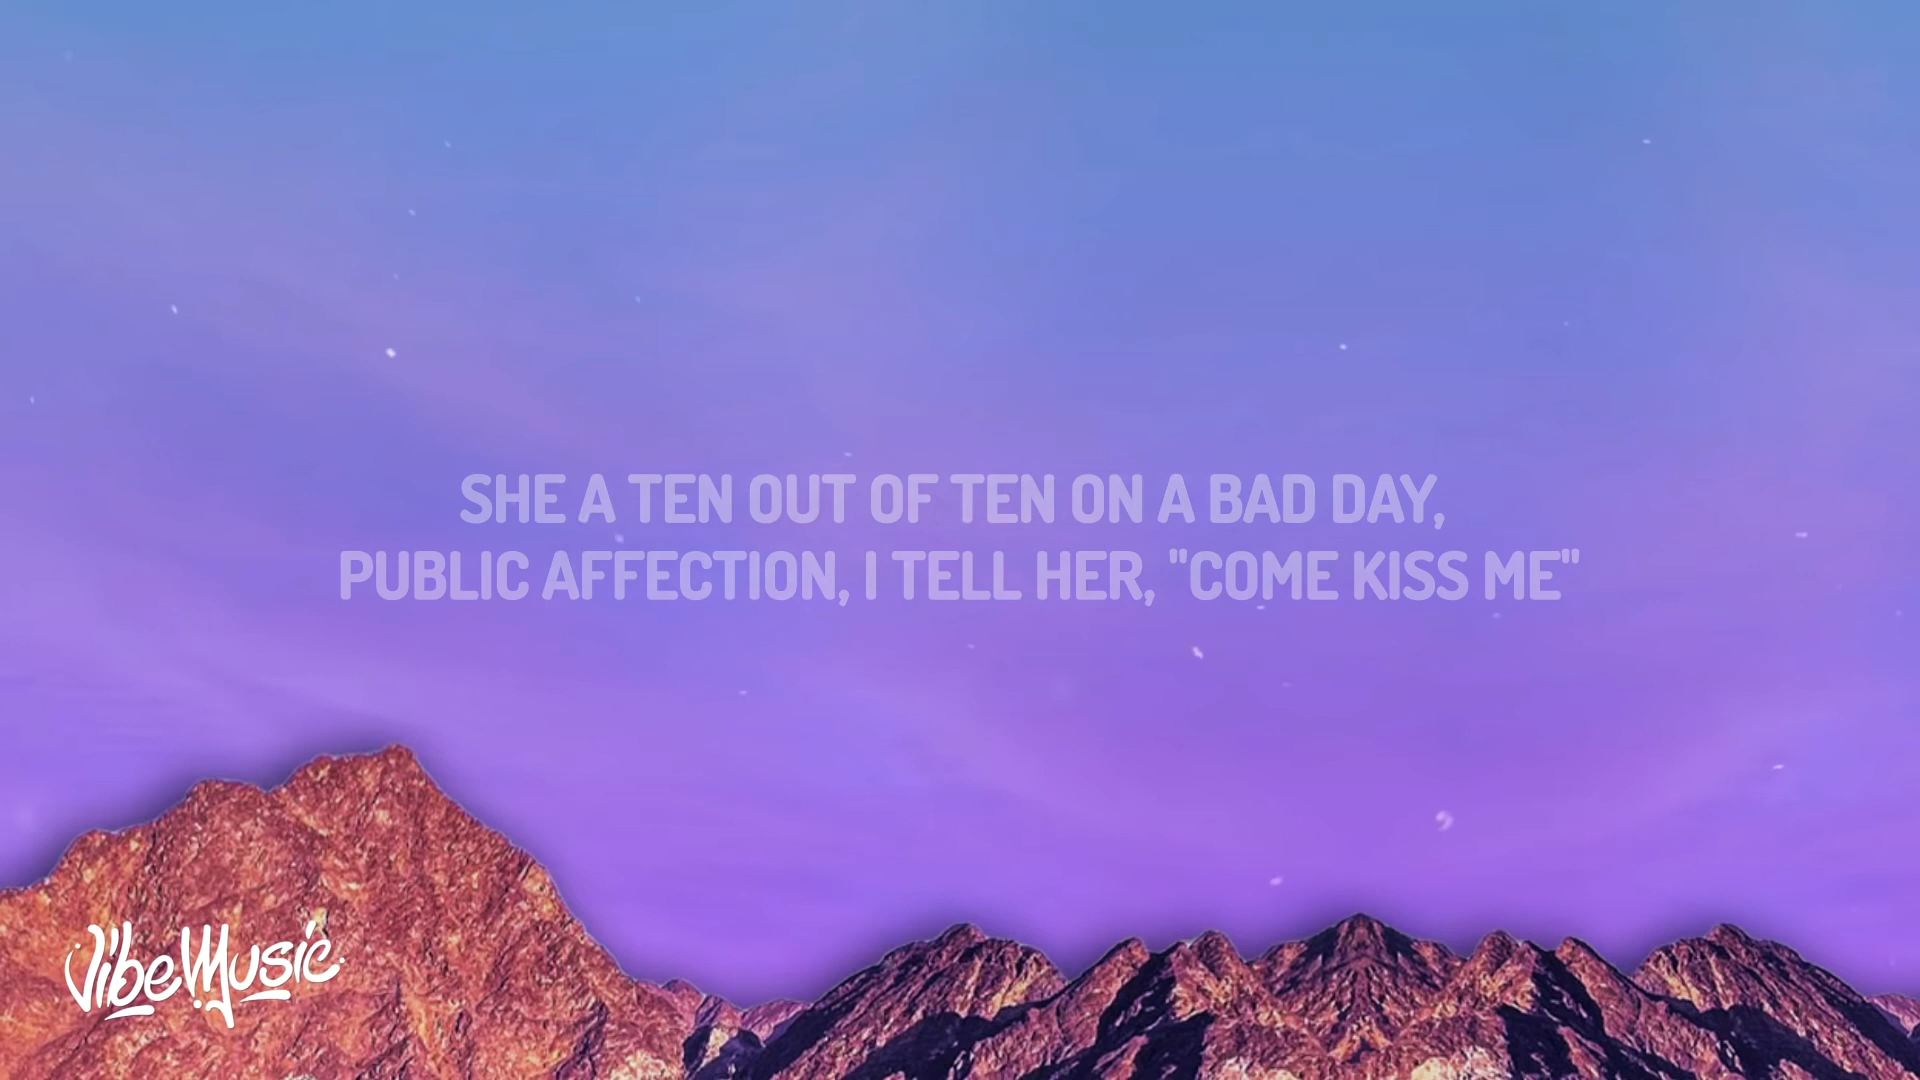 SHE A TEN OUT OF TEN ON A BAD DAY,
PUBLIC AFFECTION, I TELL HER, "COME KISS ME"
VibeMusic